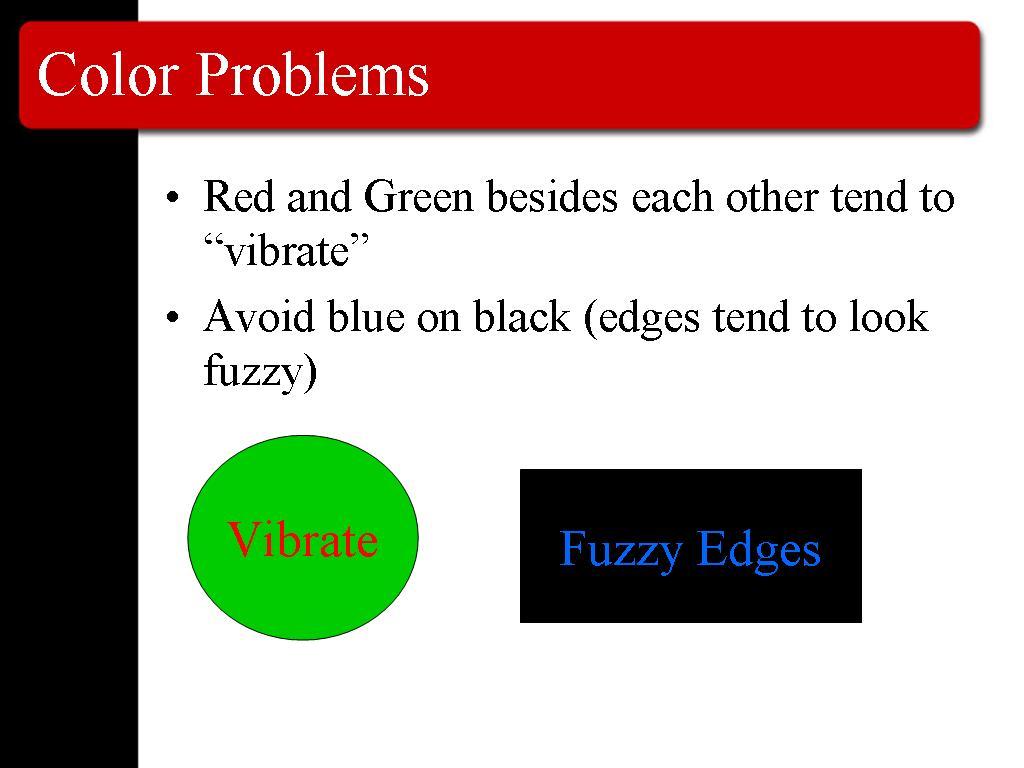 Color Problems
• Red and Green besides each other tend to
“vibrate”
• Avoid blue on black (edges tend to look
fuzzy)
Vibrate
Fuzzy Edges